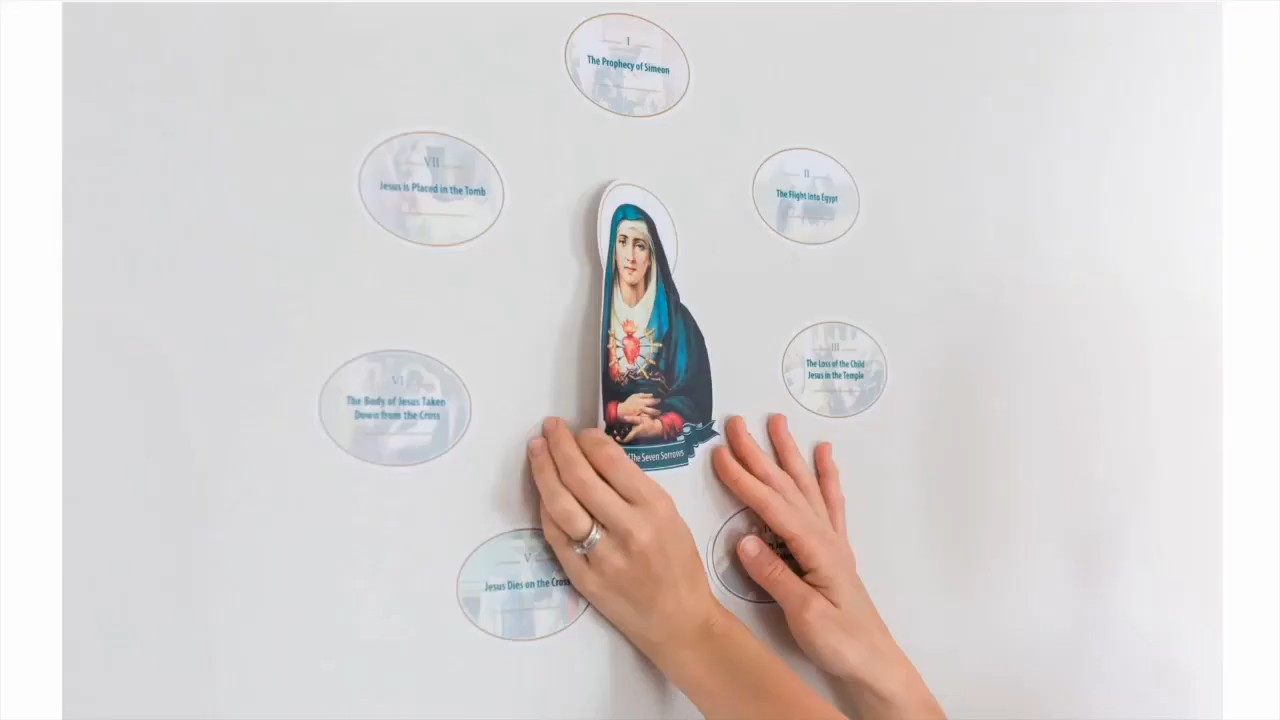 I
The Prophecy of Simeon
II
The Flight into Egypt
III
The Loss of the Child
Jesus in the Temple
V
Jesus Dies on the Cross
VI
The Body of Jesus Taken
Down from the Cross
VII
Jesus is Placed in the Tomb
The Seven Sorrows